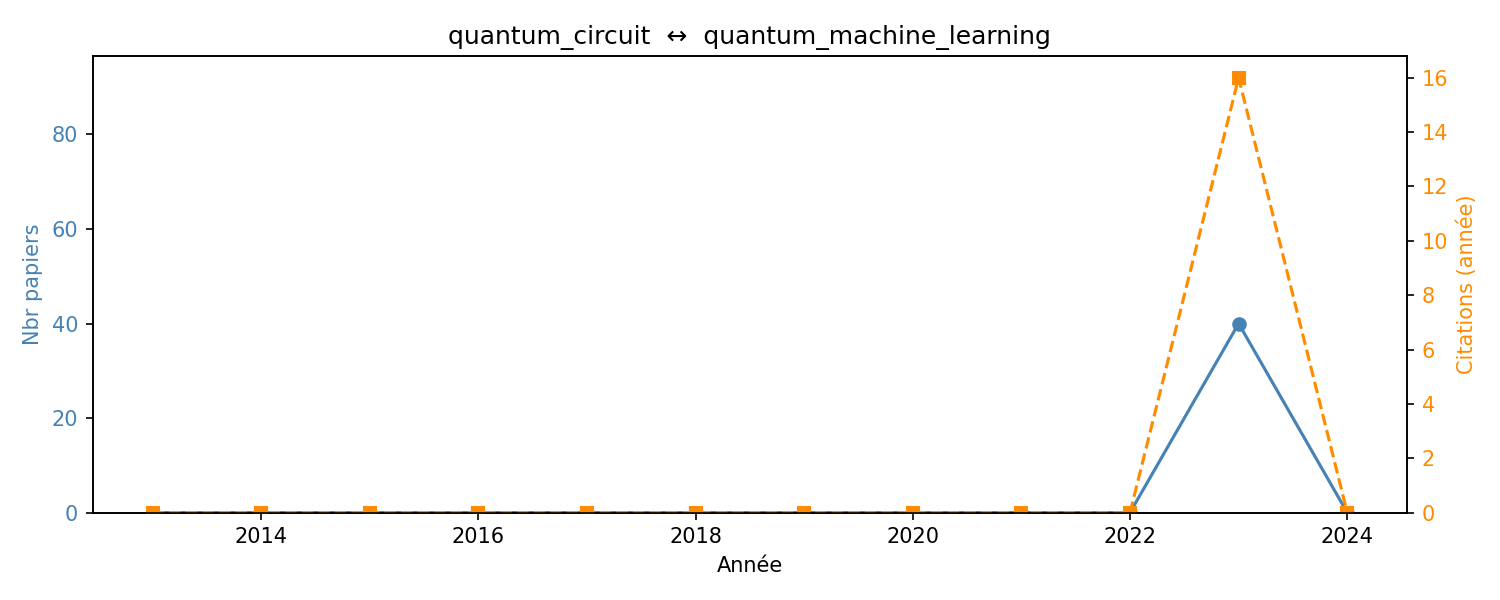 quantum_circuit ↔ quantum_machine_learning
Nbr papiers
80
60
40
20
0
16
14
12
10
8
6
4
2
0
Citations (année)
2014 2016 2018 2020 2022 2024
Année